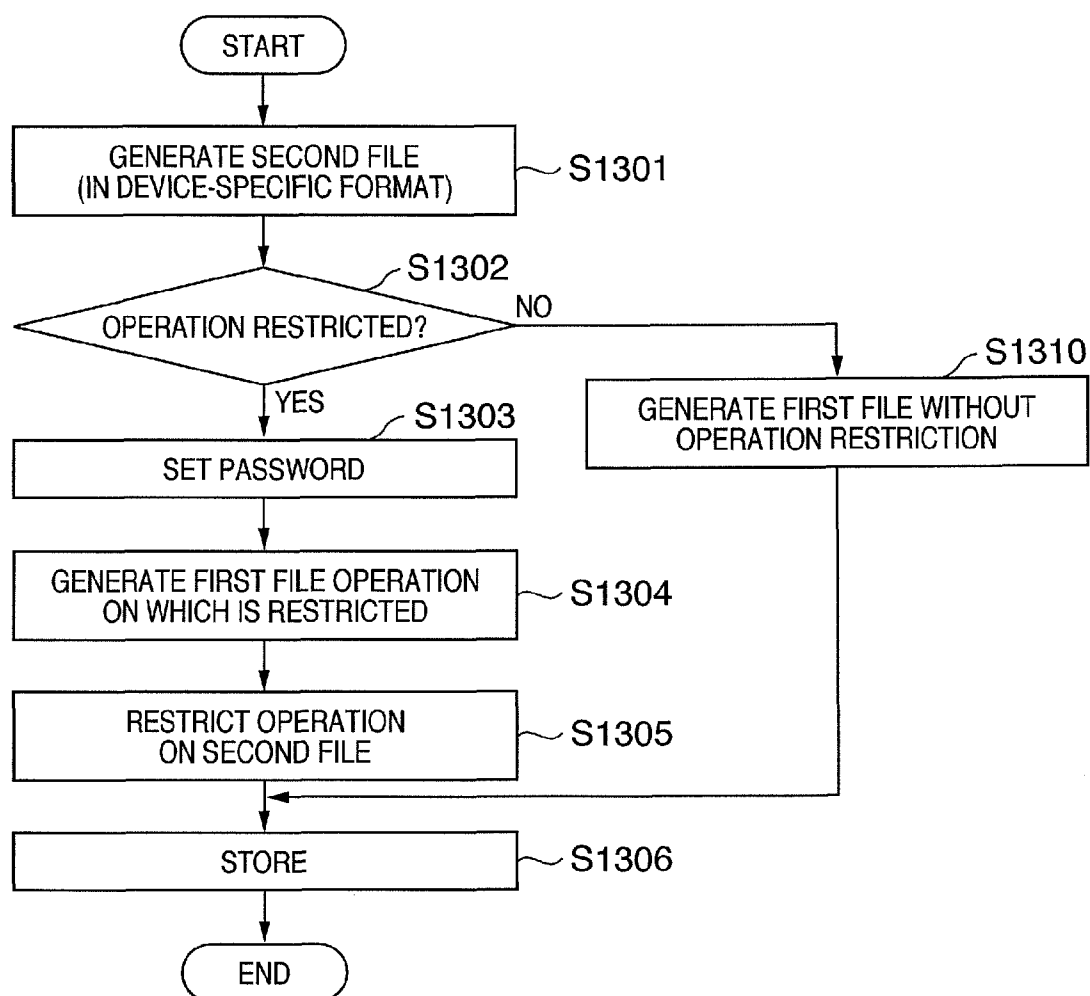 START
GENERATE SECOND FILE
(IN DEVICE-SPECIFIC FORMAT)
S1301
S1302
OPERATION RESTRICTED?
NO
YES
S1310
GENERATE FIRST FILE WITHOUT
OPERATION RESTRICTION
S1303
SET PASSWORD
GENERATE FIRST FILE OPERATION
ON WHICH IS RESTRICTED
S1304
RESTRICT OPERATION
ON SECOND FILE
S1305
STORE
S1306
END